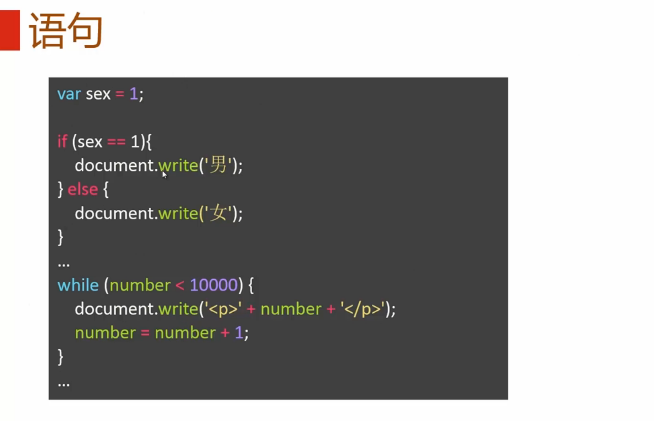 语句
var sex = 1;
if (sex == 1){
document.write('男');
} else {
document.write('女');
}
...
while (number < 10000) {
document.write('<p>' + number + '</p>');
number = number + 1;
}
...